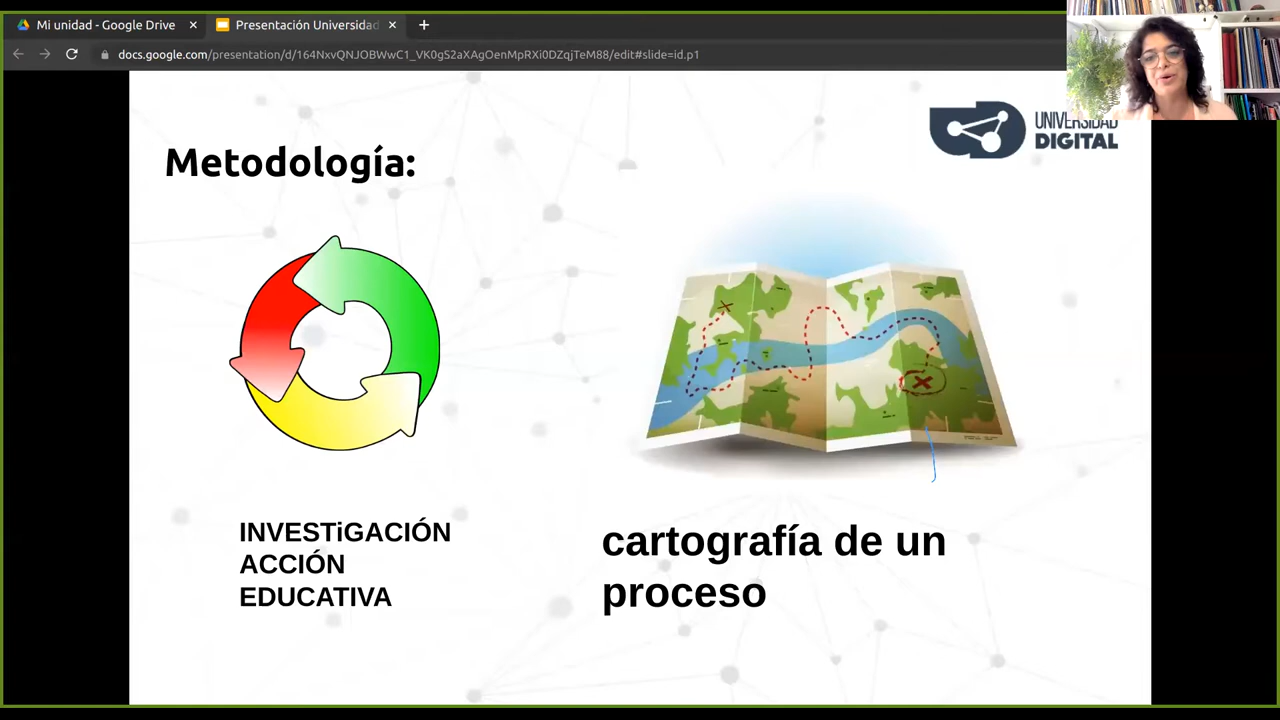 Mi unidad - Google Drive
Presentación Universidad
docs.google.com/presentation/d/164NxvQNJOBWwC1_VK0gS2aXAgOenMpRXi0DZqjTeM88/edit#slide=id.p1
UNIVERSIDAD
DIGITAL
Metodología:
INVESTiGACIÓN
ACCIÓN
EDUCATIVA
cartografía de un
proceso